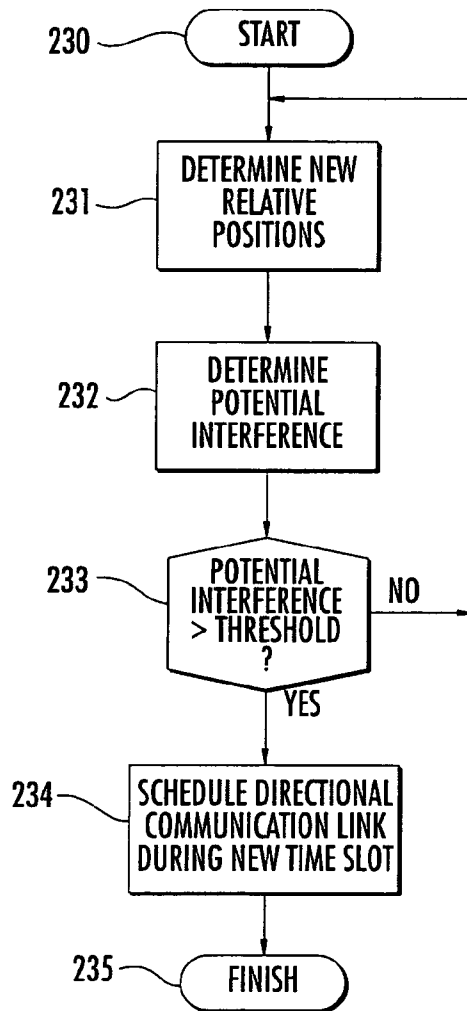 230
START
231
DETERMINE NEW
RELATIVE
POSITIONS
232
DETERMINE
POTENTIAL
INTERFERENCE
233
POTENTIAL
INTERFERENCE
> THRESHOLD
?
NO
YES
234
SCHEDULE DIRECTIONAL
COMMUNICATION LINK
DURING NEW TIME SLOT
235
FINISH